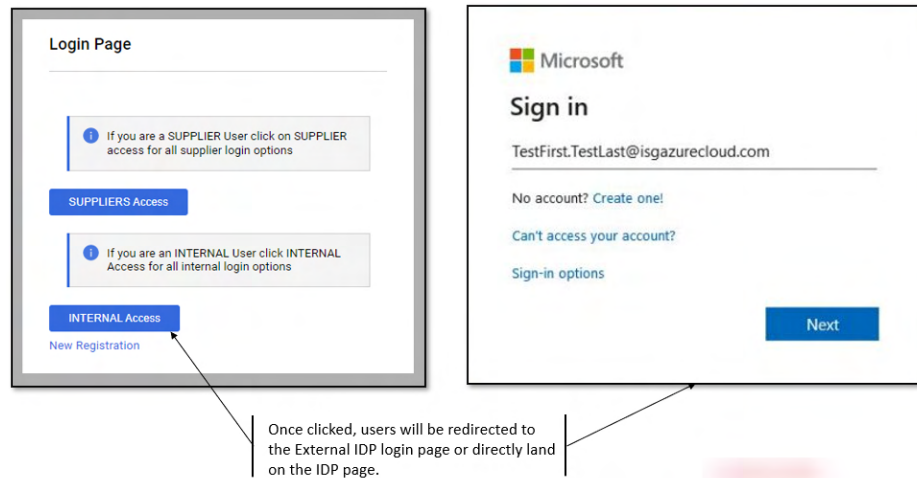 Login Page
If you are a SUPPLIER User click on SUPPLIER
access for all supplier login options
SUPPLIERS Access
If you are an INTERNAL User click INTERNAL
Access for all internal login options
INTERNAL Access
New Registration
Microsoft
Sign in
TestFirst.TestLast@isgazurecloud.com
No account? Create one!
Can't access your account?
Sign-in options
Next
Once clicked, users will be redirected to
the External IDP login page or directly land
on the IDP page.